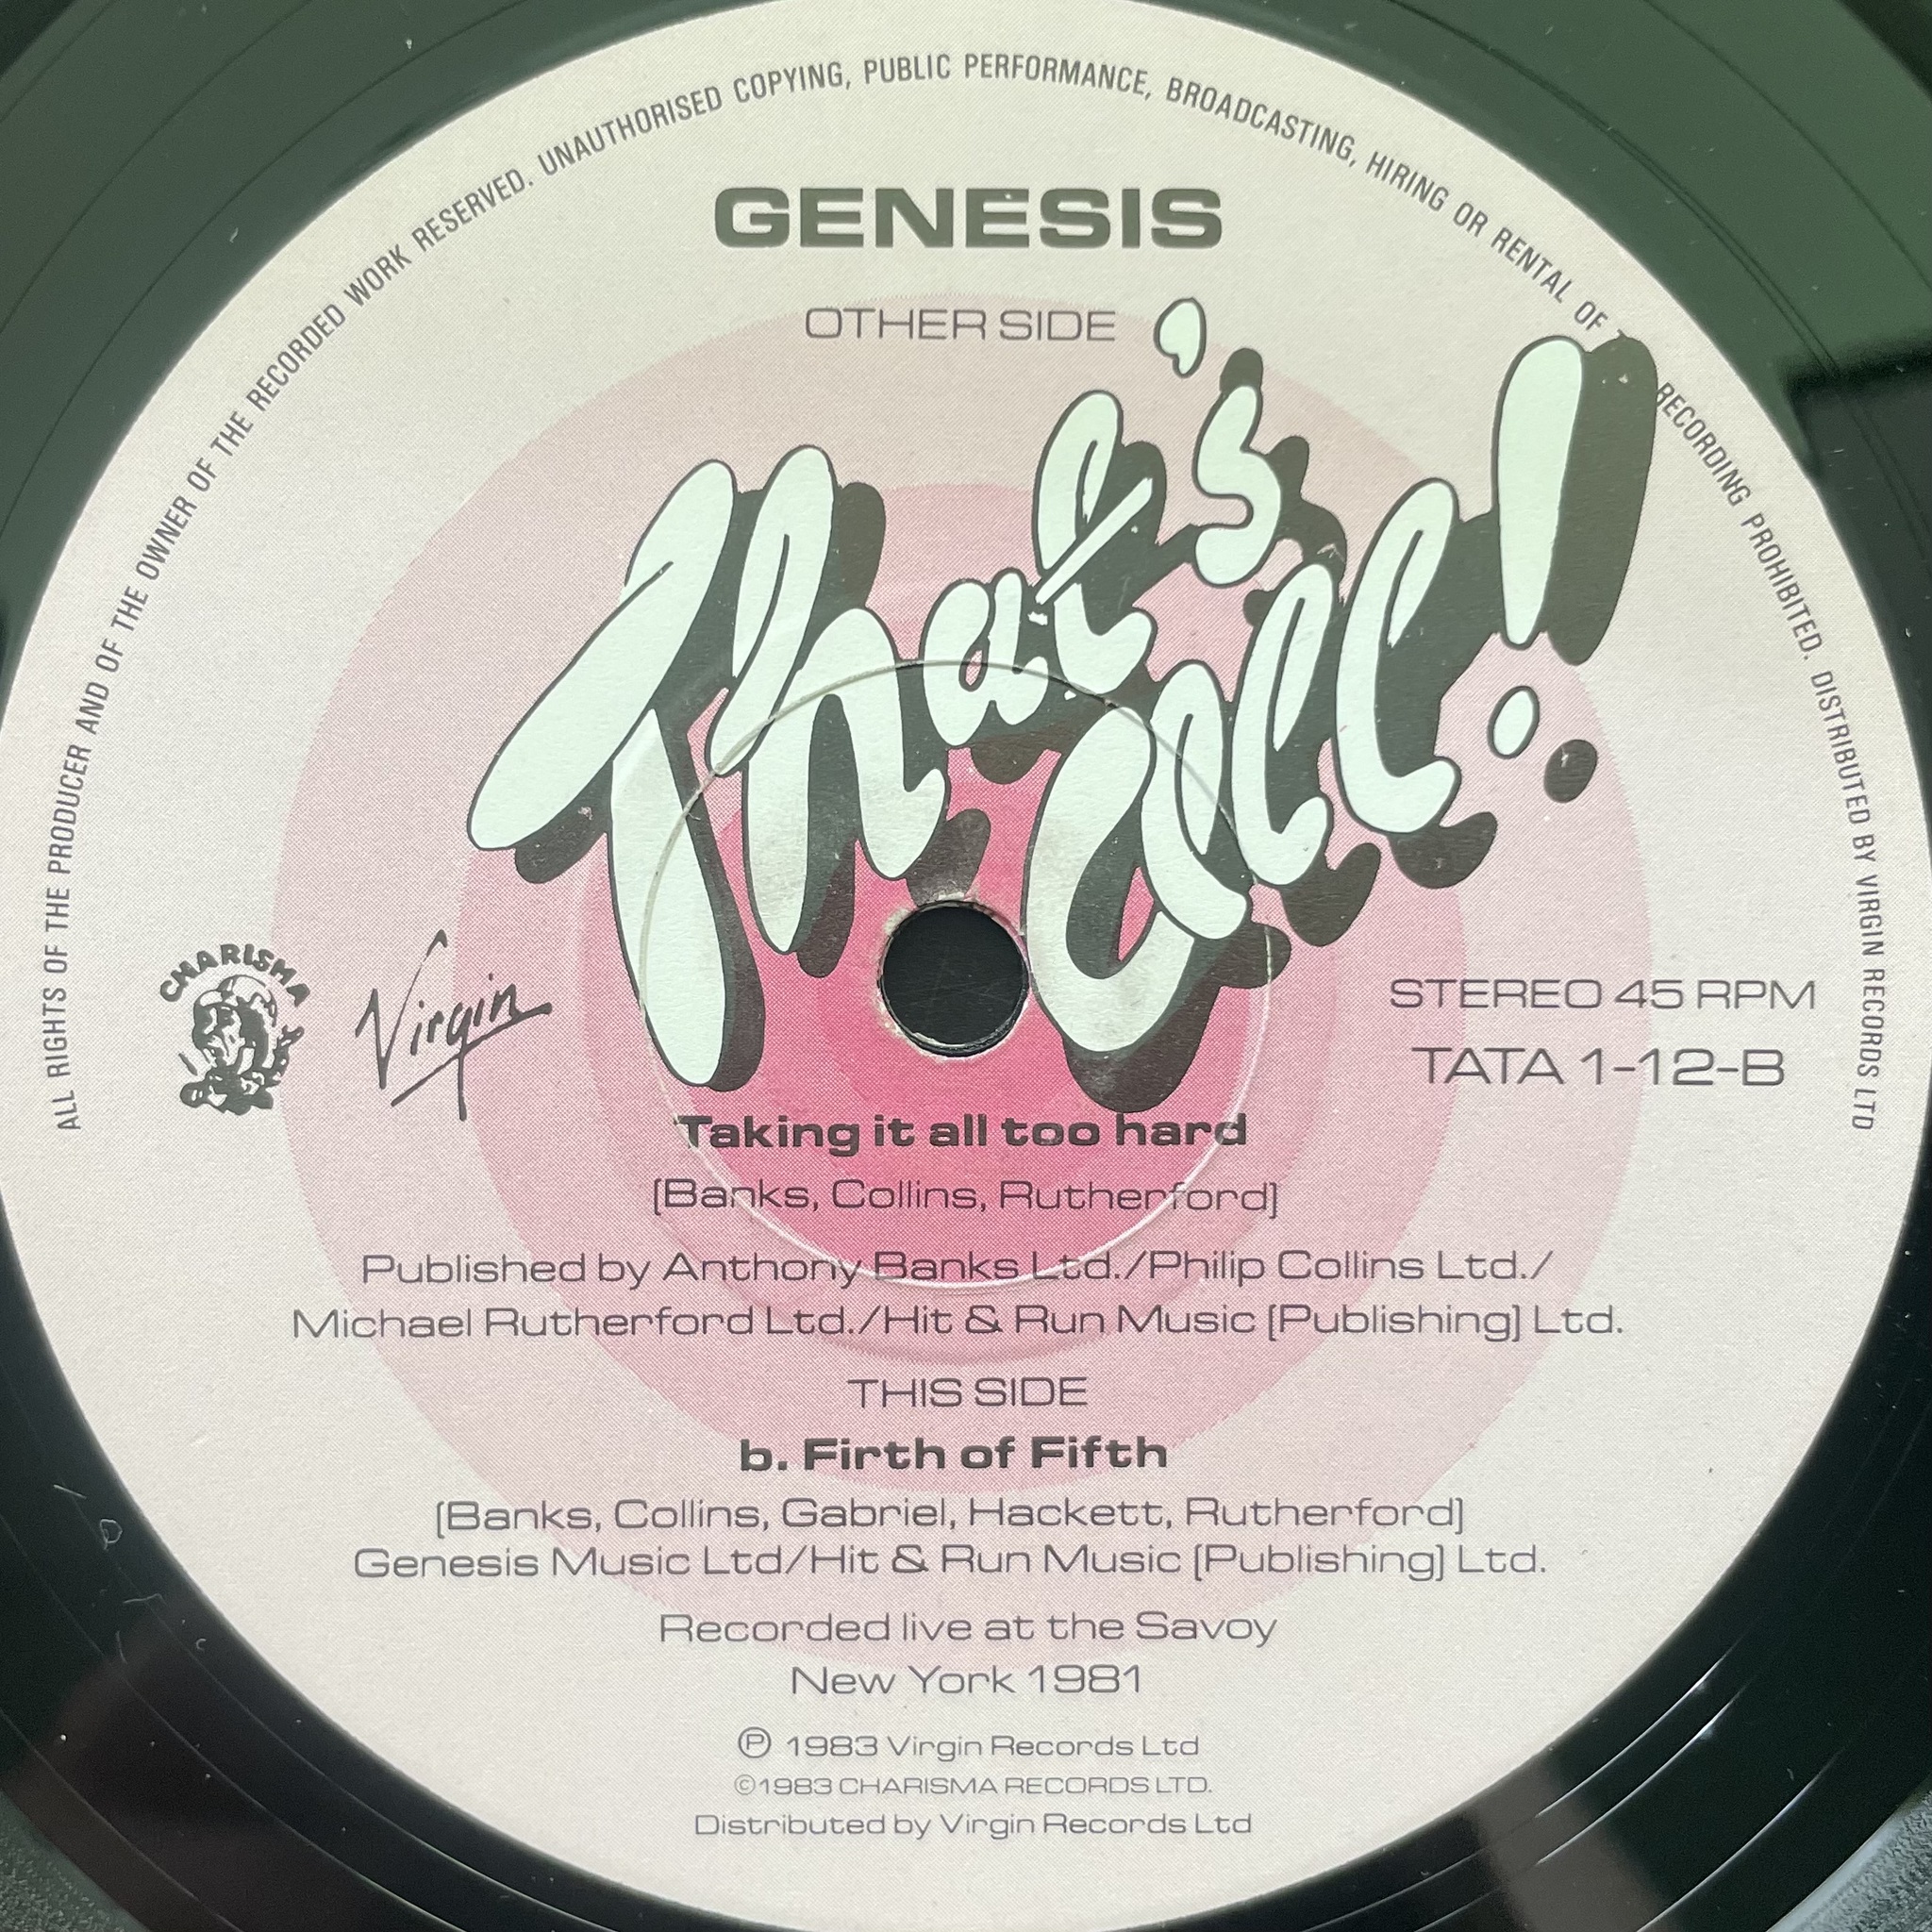 ALL RIGHTS OF THE PRODUCER AND OF THE OWNER OF THE RECORDED WORK RESERVED. UNAUTHORISED COPYING, PUBLIC PERFORMANCE, BROADCASTING, HIRING OR RENTAL OF RECORDING PROHIBITED. DISTRIBUTED BY VIRGIN RECORDS LTD
GENESIS
OTHER SIDE
That's
All!
CHARISMA
Virgin
STEREO 45 RPM
TATA 1-12-B
Taking it all too hard
[Banks, Collins, Rutherford]
Published by Anthony Banks Ltd./Philip Collins Ltd./
Michael Rutherford Ltd./Hit & Run Music [Publishing] Ltd.
THIS SIDE
b. Firth of Fifth
[Banks, Collins, Gabriel, Hackett, Rutherford]
Genesis Music Ltd/Hit & Run Music [Publishing] Ltd.
Recorded live at the Savoy
New York 1981
Ⓟ 1983 Virgin Records Ltd
©1983 CHARISMA RECORDS LTD.
Distributed by Virgin Records Ltd